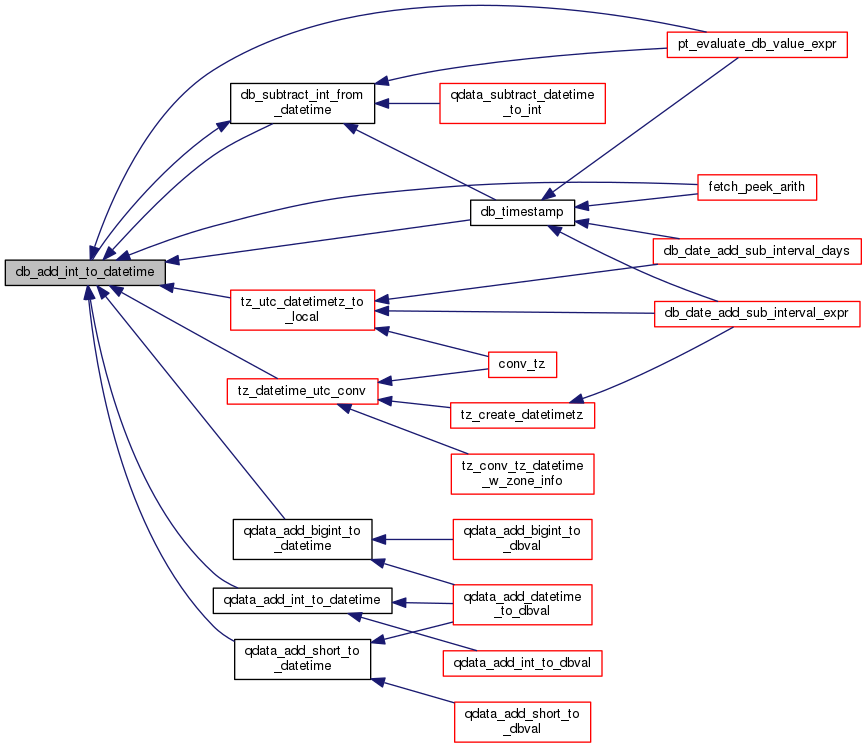 pt_evaluate_db_value_expr
db_subtract_int_from
_datetime
qdata_subtract_datetime
_to_int
fetch_peek_arith
db_timestamp
db_date_add_sub_interval_days
db_add_int_to_datetime
tz_utc_datetimetz_to
_local
db_date_add_sub_interval_expr
conv_tz
tz_datetime_utc_conv
tz_create_datetimetz
tz_conv_tz_datetime
_w_zone_info
qdata_add_bigint_to
_datetime
qdata_add_bigint_to
_dbval
qdata_add_int_to_datetime
qdata_add_datetime
_to_dbval
qdata_add_short_to
_datetime
qdata_add_int_to_dbval
qdata_add_short_to
_dbval